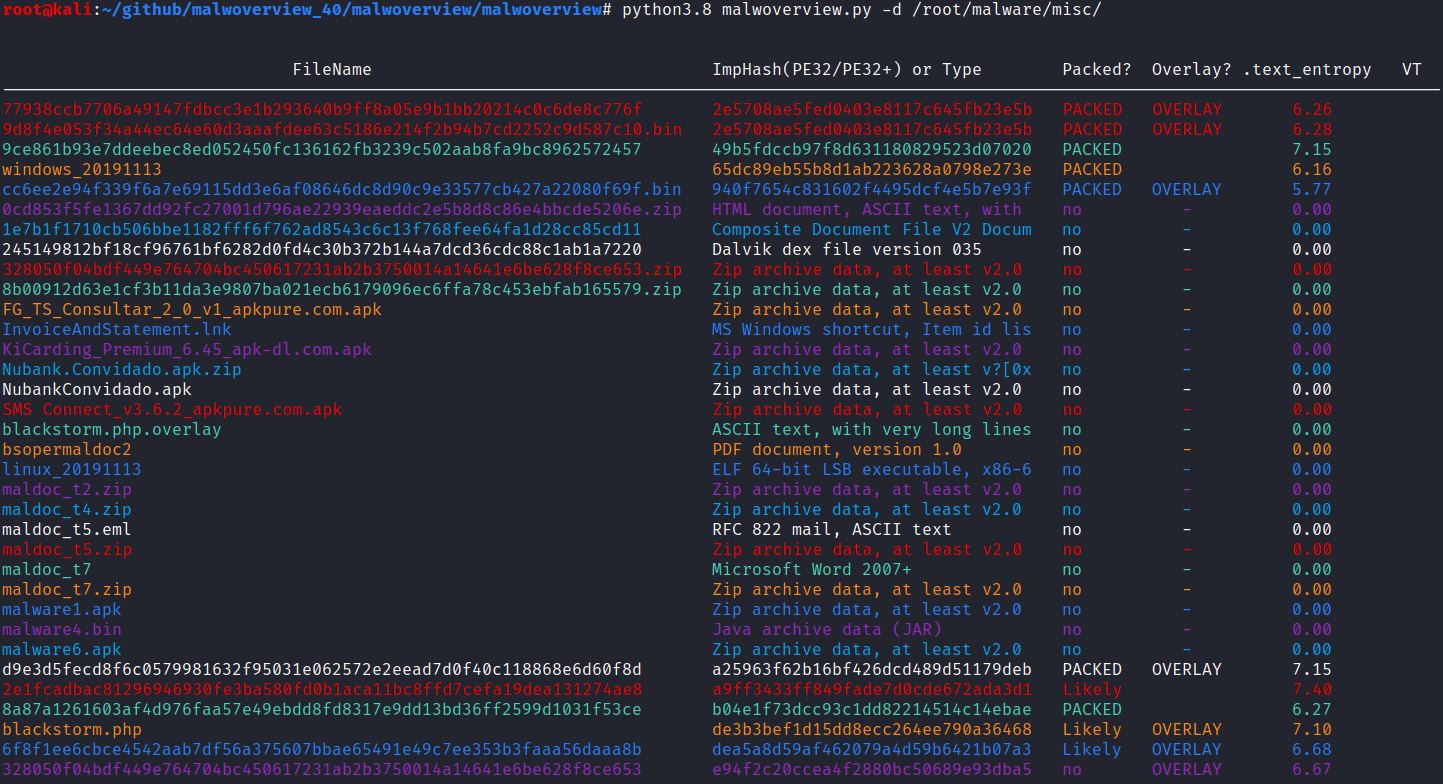 root@kali:~/github/malwoverview_40/malwoverview/malwoverview# python3.8 malwoverview.py -d /root/malware/misc/
FileName ImpHash(PE32/PE32+) or Type Packed? Overlay? .text_entropy VT
77938ccb7706a49147fdbcc3e1b293640b9ff8a05e9b1bb20214c0c6de8c776f 2e5708ae5fed0403e8117c645fb23e5b PACKED OVERLAY 6.26
9d8f4e053f34a44ec64e60d3aaafdee63c5186e214f2b94b7cd2252c9d587c10.bin 2e5708ae5fed0403e8117c645fb23e5b PACKED OVERLAY 6.28
9ce861b93e7ddeebec8ed052450fc136162fb3239c502aab8fa9bc8962572457 49b5fdccb97f8d631180829523d07020 PACKED 7.15
windows_20191113 65dc89eb55b8d1ab223628a0798e273e PACKED 6.16
cc6ee2e94f339f6a7e69115dd3e6af08646dc8d90c9e33577cb427a22080f69f.bin 940f7654c831602f4495dcf4e5b7e93f PACKED OVERLAY 5.77
0cd853f5fe1367dd92fc27001d796ae22939eaeddc2e5b8d8c86e4bbcde5206e.zip HTML document, ASCII text, with no - 0.00
1e7b1f1710cb506bbe1182fff6f762ad8543c6c13f768fee64fa1d28cc85cd11 Composite Document File V2 Docum no - 0.00
245149812bf18cf96761bf6282d0fd4c30b372b144a7dcd36cdc88c1ab1a7220 Dalvik dex file version 035 no - 0.00
328050f04bdf449e764704bc450617231ab2b3750014a14641e6be628f8ce653.zip Zip archive data, at least v2.0 no - 0.00
8b00912d63e1cf3b11da3e9807ba021ecb6179096ec6ffa78c453ebfab165579.zip Zip archive data, at least v2.0 no - 0.00
FG_TS_Consultar_2_0_v1_apkpure.com.apk Zip archive data, at least v2.0 no - 0.00
InvoiceAndStatement.lnk MS Windows shortcut, Item id lis no - 0.00
KiCarding_Premium_6.45_apk-dl.com.apk Zip archive data, at least v2.0 no - 0.00
Nubank.Convidado.apk.zip Zip archive data, at least v?[0x no - 0.00
NubankConvidado.apk Zip archive data, at least v2.0 no - 0.00
SMS Connect_v3.6.2_apkpure.com.apk Zip archive data, at least v2.0 no - 0.00
blackstorm.php.overlay ASCII text, with very long lines no - 0.00
bsopermaldoc2 PDF document, version 1.0 no - 0.00
linux_20191113 ELF 64-bit LSB executable, x86-6 no - 0.00
maldoc_t2.zip Zip archive data, at least v2.0 no - 0.00
maldoc_t4.zip Zip archive data, at least v2.0 no - 0.00
maldoc_t5.eml RFC 822 mail, ASCII text no - 0.00
maldoc_t5.zip Zip archive data, at least v2.0 no - 0.00
maldoc_t7 Microsoft Word 2007+ no - 0.00
maldoc_t7.zip Zip archive data, at least v2.0 no - 0.00
malware1.apk Zip archive data, at least v2.0 no - 0.00
malware4.bin Java archive data (JAR) no - 0.00
malware6.apk Zip archive data, at least v2.0 no - 0.00
d9e3d5fecd8f6c0579981632f95031e062572e2eead7d0f40c118868e6d60f8d a25963f62b16bf426dcd489d51179deb PACKED OVERLAY 7.15
2e1fcadbac81296946930fe3ba580fd0b1aca11bc8ffd7cefa19dea131274ae8 a9ff3433ff849fade7d0cde672ada3d1 Likely 7.40
8a87a1261603af4d976faa57e49ebdd8fd8317e9dd13bd36ff2599d1031f53ce b04e1f73dcc93c1dd82214514c14ebae PACKED 6.27
blackstorm.php de3b3bef1d15dd8ecc264ee790a36468 Likely OVERLAY 7.10
6f8f1ee6cbce4542aab7df56a375607bbae65491e49c7ee353b3faaa56daaa8b dea5a8d59af462079a4d59b6421b07a3 Likely OVERLAY 6.68
328050f04bdf449e764704bc450617231ab2b3750014a14641e6be628f8ce653 e94f2c20ccea4f2880bc50689e93dba5 no OVERLAY 6.67